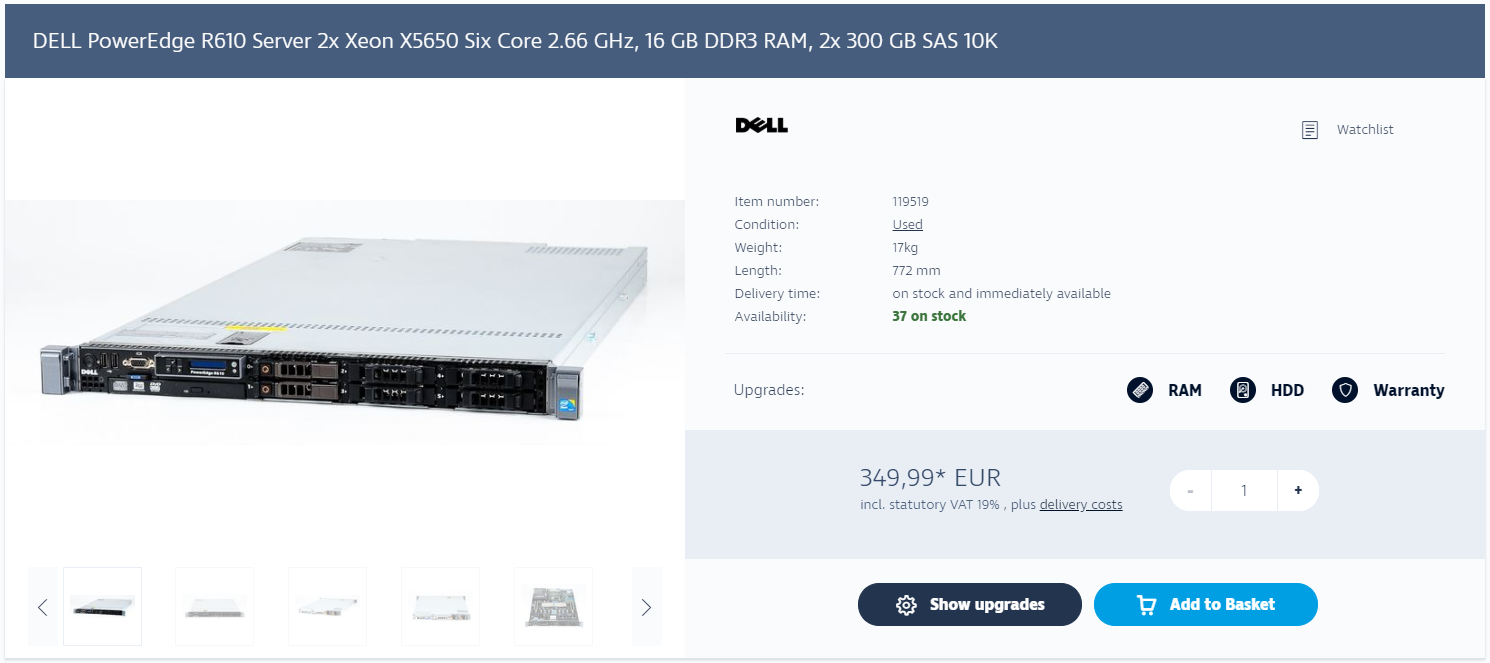 DELL PowerEdge R610 Server 2x Xeon X5650 Six Core 2.66 GHz, 16 GB DDR3 RAM, 2x 300 GB SAS 10K
DELL
Watchlist
Item number: 119519
Condition: Used
Weight: 17kg
Length: 772 mm
Delivery time: on stock and immediately available
Availability: 37 on stock
DELL
PowerEdge R610
Upgrades: RAM HDD Warranty
349,99* EUR
incl. statutory VAT 19% , plus delivery costs
- 1 +
Show upgrades
Add to Basket